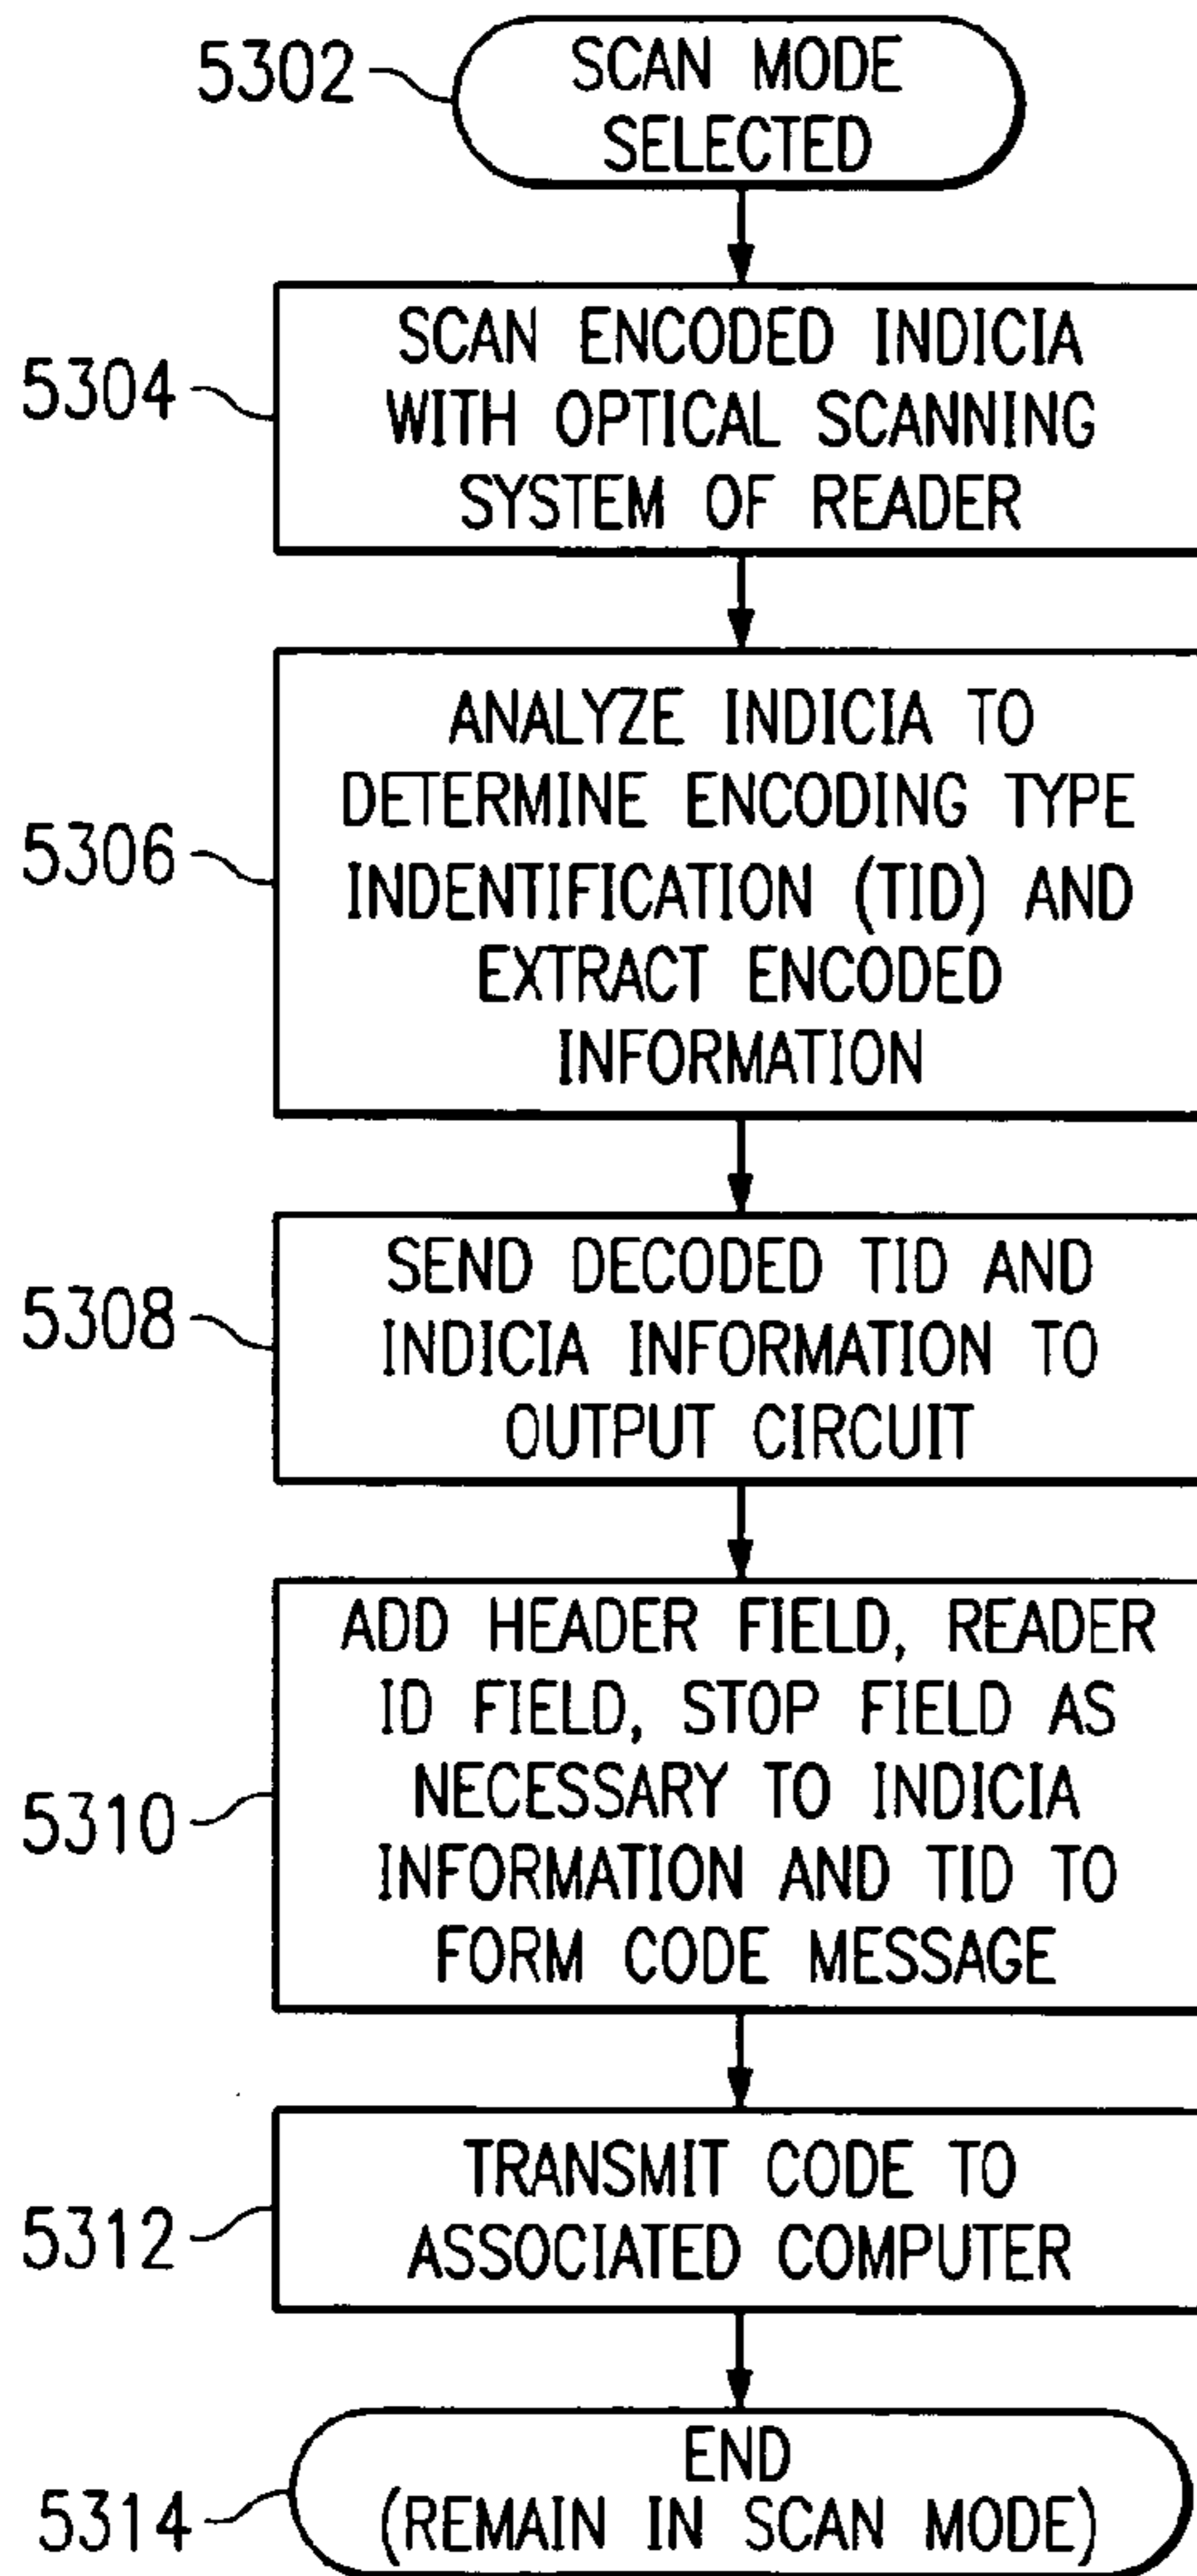 5302
SCAN MODE
SELECTED
5304
SCAN ENCODED INDICIA
WITH OPTICAL SCANNING
SYSTEM OF READER
5306
ANALYZE INDICIA TO
DETERMINE ENCODING TYPE
INDENTIFICATION (TID) AND
EXTRACT ENCODED
INFORMATION
5308
SEND DECODED TID AND
INDICIA INFORMATION TO
OUTPUT CIRCUIT
5310
ADD HEADER FIELD, READER
ID FIELD, STOP FIELD AS
NECESSARY TO INDICIA
INFORMATION AND TID TO
FORM CODE MESSAGE
5312
TRANSMIT CODE TO
ASSOCIATED COMPUTER
5314
END
(REMAIN IN SCAN MODE)